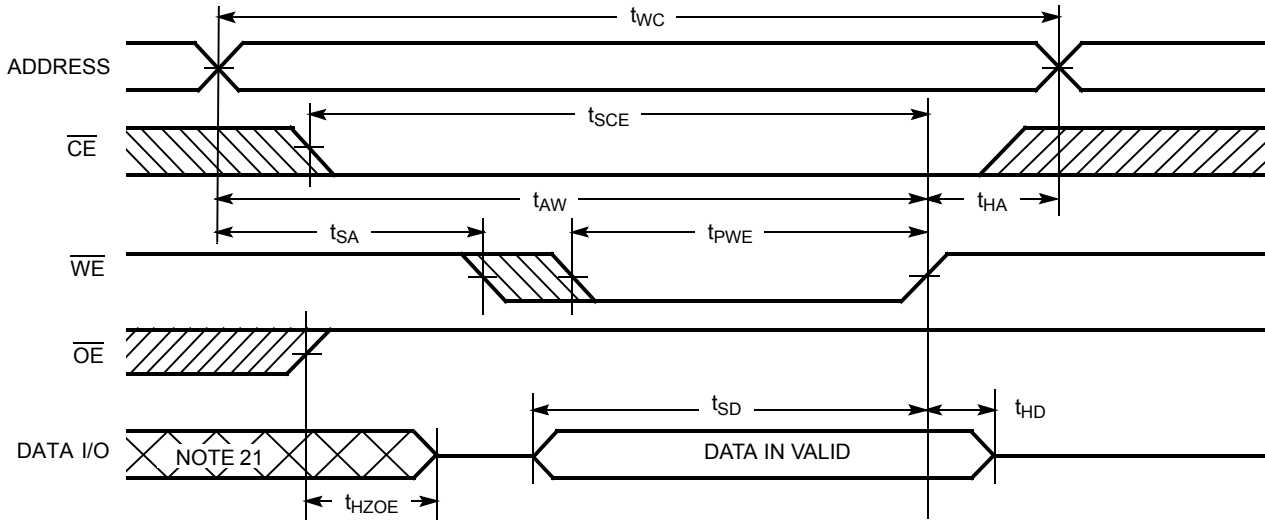 tWC
ADDRESS
tSCE
CE
tAW
tHA
tSA
tPWE
WE
OE
tSD
tHD
DATA I/O
NOTE 21
DATA IN VALID
tHZOE